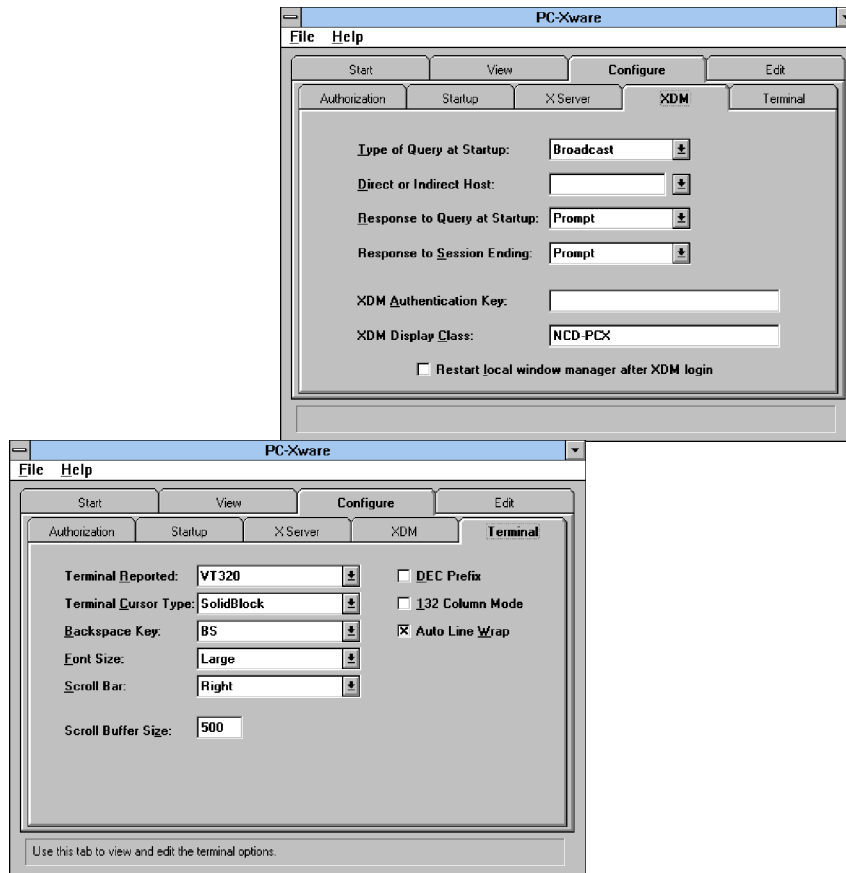 PC-Xware
File Help
Start View Configure Edit
Authorization Startup X Server XDM Terminal
Type of Query at Startup: Broadcast
Direct or Indirect Host:
Response to Query at Startup: Prompt
Response to Session Ending: Prompt
XDM Authentication Key:
XDM Display Class: NCD-PCX
Restart local window manager after XDM login
PC-Xware
File Help
Start View Configure Edit
Authorization Startup X Server XDM Terminal
Terminal Reported: VT320 DEC Prefix
Terminal Cursor Type: SolidBlock 132 Column Mode
Backspace Key: BS Auto Line Wrap
Font Size: Large
Scroll Bar: Right
Scroll Buffer Size: 500
Use this tab to view and edit the terminal options.